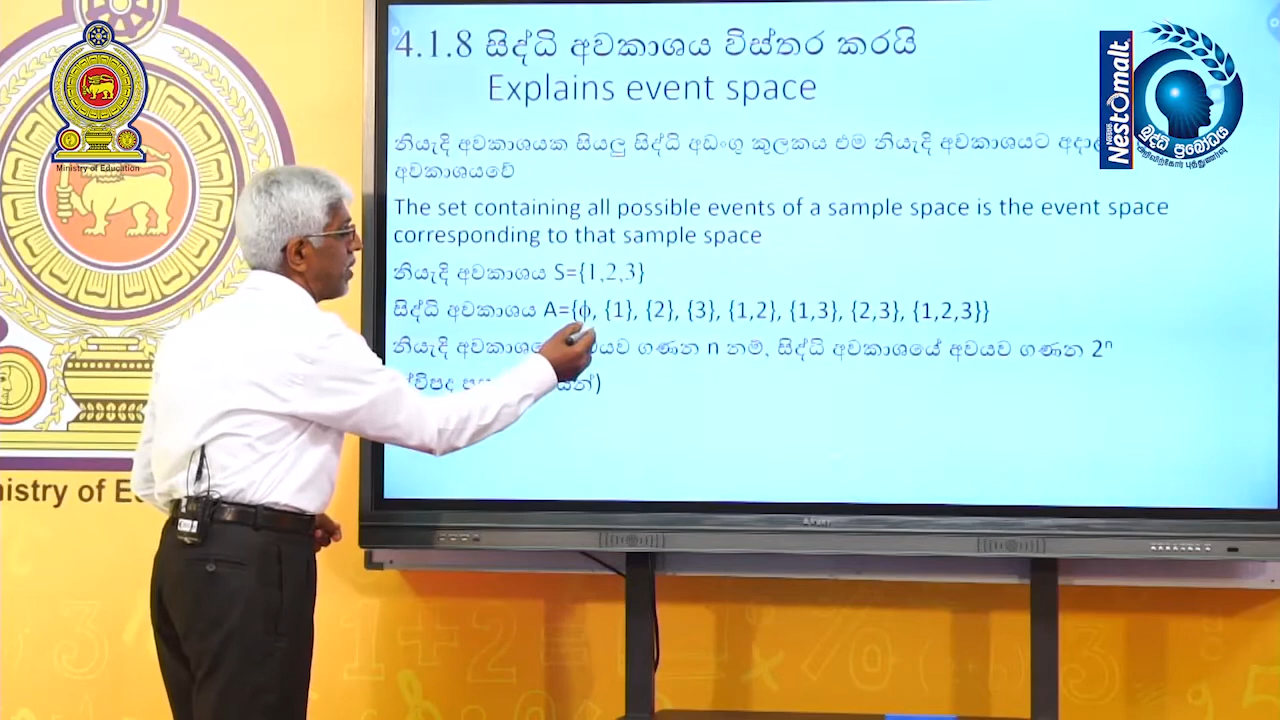 4.1.8 සිද්ධි අවකාශය විස්තර කරයි
Explains event space
නියැදි අවකාශයක සියලු සිද්ධි අඩංගු කුලකය එම නියැදි අවකාශයට
අවකාශයවේ
The set containing all possible events of a sample space is the event space
corresponding to that sample space
නියැදි අවකාශය S={1,2,3}
සිද්ධි අවකාශය A={ϕ, {1}, {2}, {3}, {1,2}, {1,3}, {2,3}, {1,2,3}}
නියැදි ගණන n නම්, සිද්ධි අවකාශයේ අවයව ගණන 2ⁿ
Ministry of Education
Nestomalt
බුද්ධි ප්‍රබෝධය